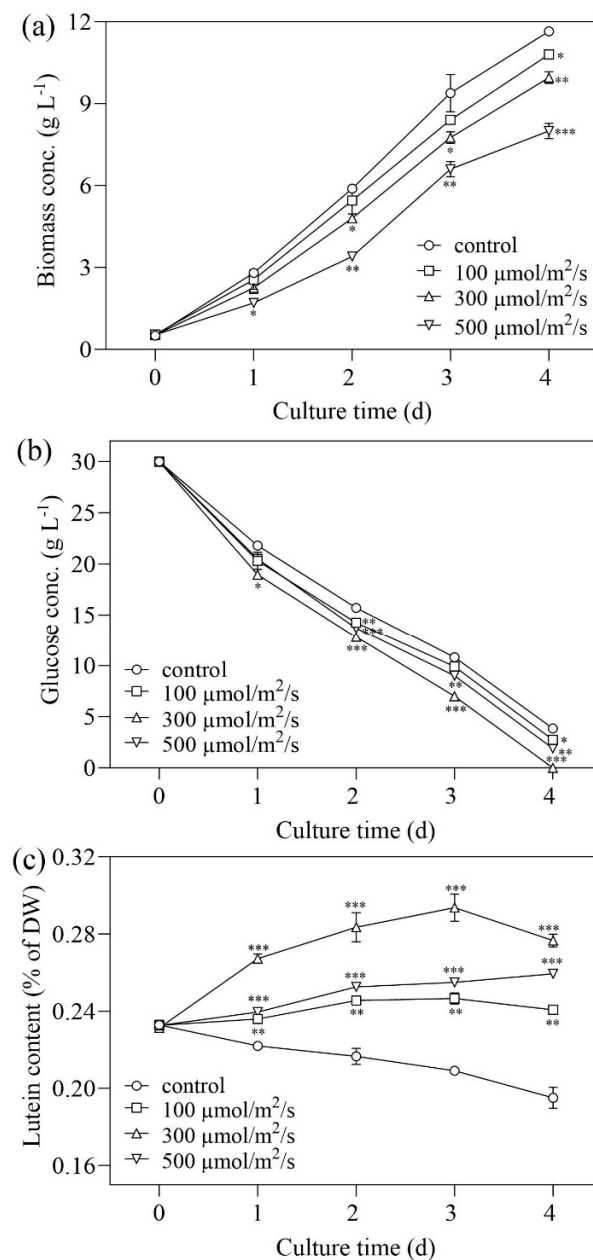 (a)
Biomass conc. (g L⁻¹)
12
9
6
3
0
*
**
***
*
**
*
**
*
control
100 µmol/m²/s
300 µmol/m²/s
500 µmol/m²/s
0 1 2 3 4
Culture time (d)
(b)
Glucose conc. (g L⁻¹)
30
25
20
15
10
5
0
*
**
***
***
**
***
*
**
***
control
100 µmol/m²/s
300 µmol/m²/s
500 µmol/m²/s
0 1 2 3 4
Culture time (d)
(c)
Lutein content (% of DW)
0.32
0.28
0.24
0.20
0.16
***
***
***
***
***
***
***
***
**
**
**
**
control
100 µmol/m²/s
300 µmol/m²/s
500 µmol/m²/s
0 1 2 3 4
Culture time (d)